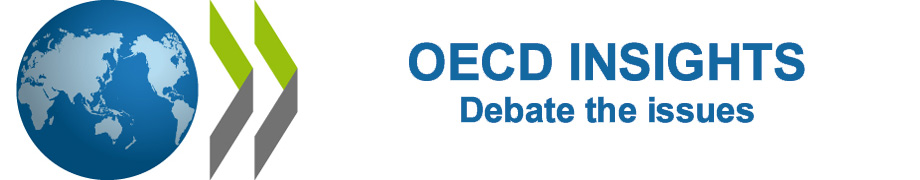 OECD INSIGHTS
Debate the issues